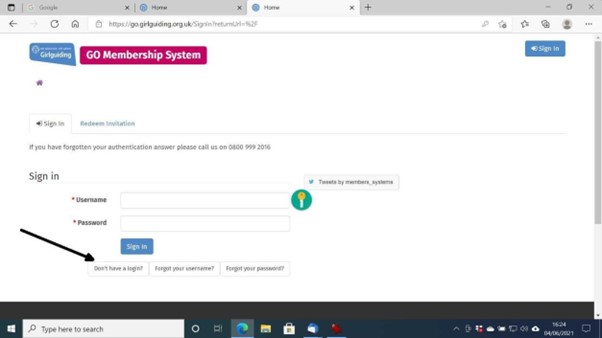 Google
Home
Home
https://go.girlguiding.org.uk/SignIn?returnUrl=%2F
Girlguiding
GO Membership System
Sign In
Sign In
Redeem Invitation
If you have forgotten your authentication answer please call us on 0800 999 2016
Sign in
Tweets by members_systems
* Username
* Password
Sign in
Don't have a login?
Forgot your username?
Forgot your password?
Type here to search
16:24
04/06/2021